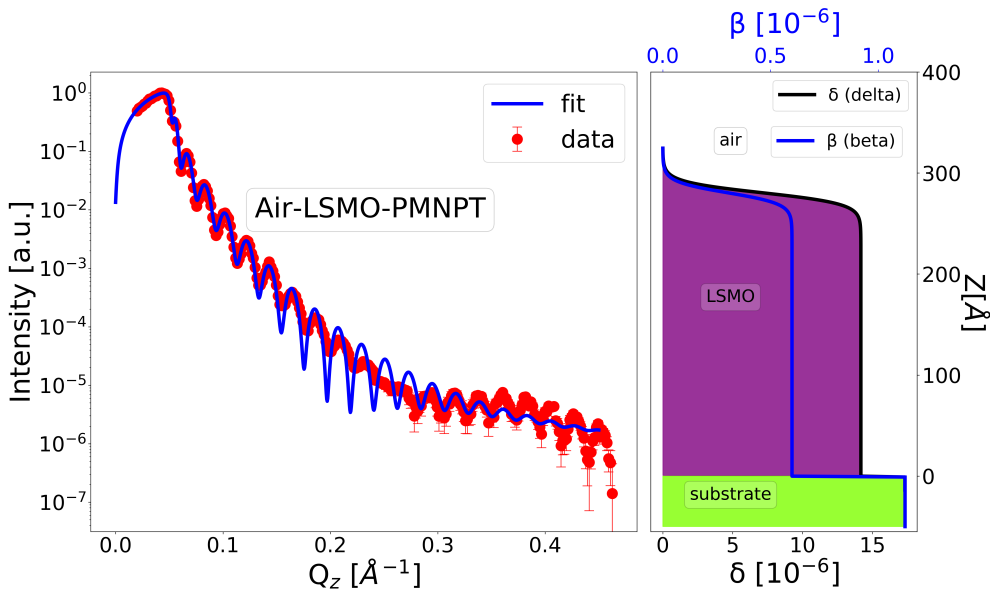 Intensity [a.u.]
10⁰
10⁻¹
10⁻²
10⁻³
10⁻⁴
10⁻⁵
10⁻⁶
10⁻⁷
fit
data
Air-LSMO-PMNPT
0.0 0.1 0.2 0.3 0.4
Q_z [Å⁻¹]
β [10⁻⁶]
0.0 0.5 1.0
δ (delta)
β (beta)
air
LSMO
substrate
400
300
200
100
0
Z[Å]
0 5 10 15
δ [10⁻⁶]